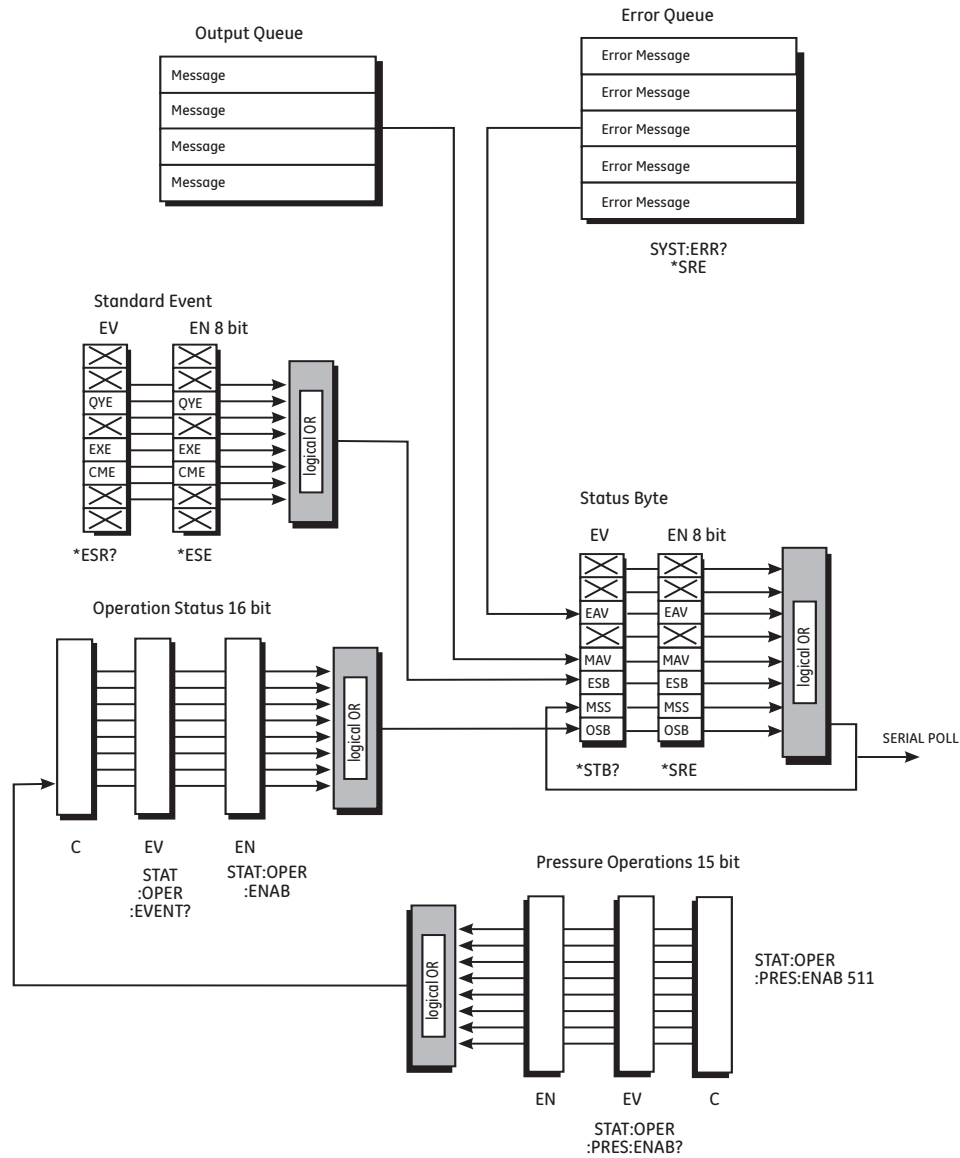 Output Queue
Message
Message
Message
Message
Error Queue
Error Message
Error Message
Error Message
Error Message
Error Message
SYST:ERR?
*SRE
Standard Event
EV
EN 8 bit
QYE
EXE
CME
QYE
EXE
CME
logical OR
*ESR?
*ESE
Status Byte
EV
EN 8 bit
EAV
MAV
ESB
MSS
OSB
EAV
MAV
ESB
MSS
OSB
logical OR
*STB?
*SRE
SERIAL POLL
Operation Status 16 bit
logical OR
C
EV
STAT
:OPER
:EVENT?
EN
STAT:OPER
:ENAB
Pressure Operations 15 bit
logical OR
STAT:OPER
:PRES:ENAB 511
EN
EV
C
STAT:OPER
:PRES:ENAB?